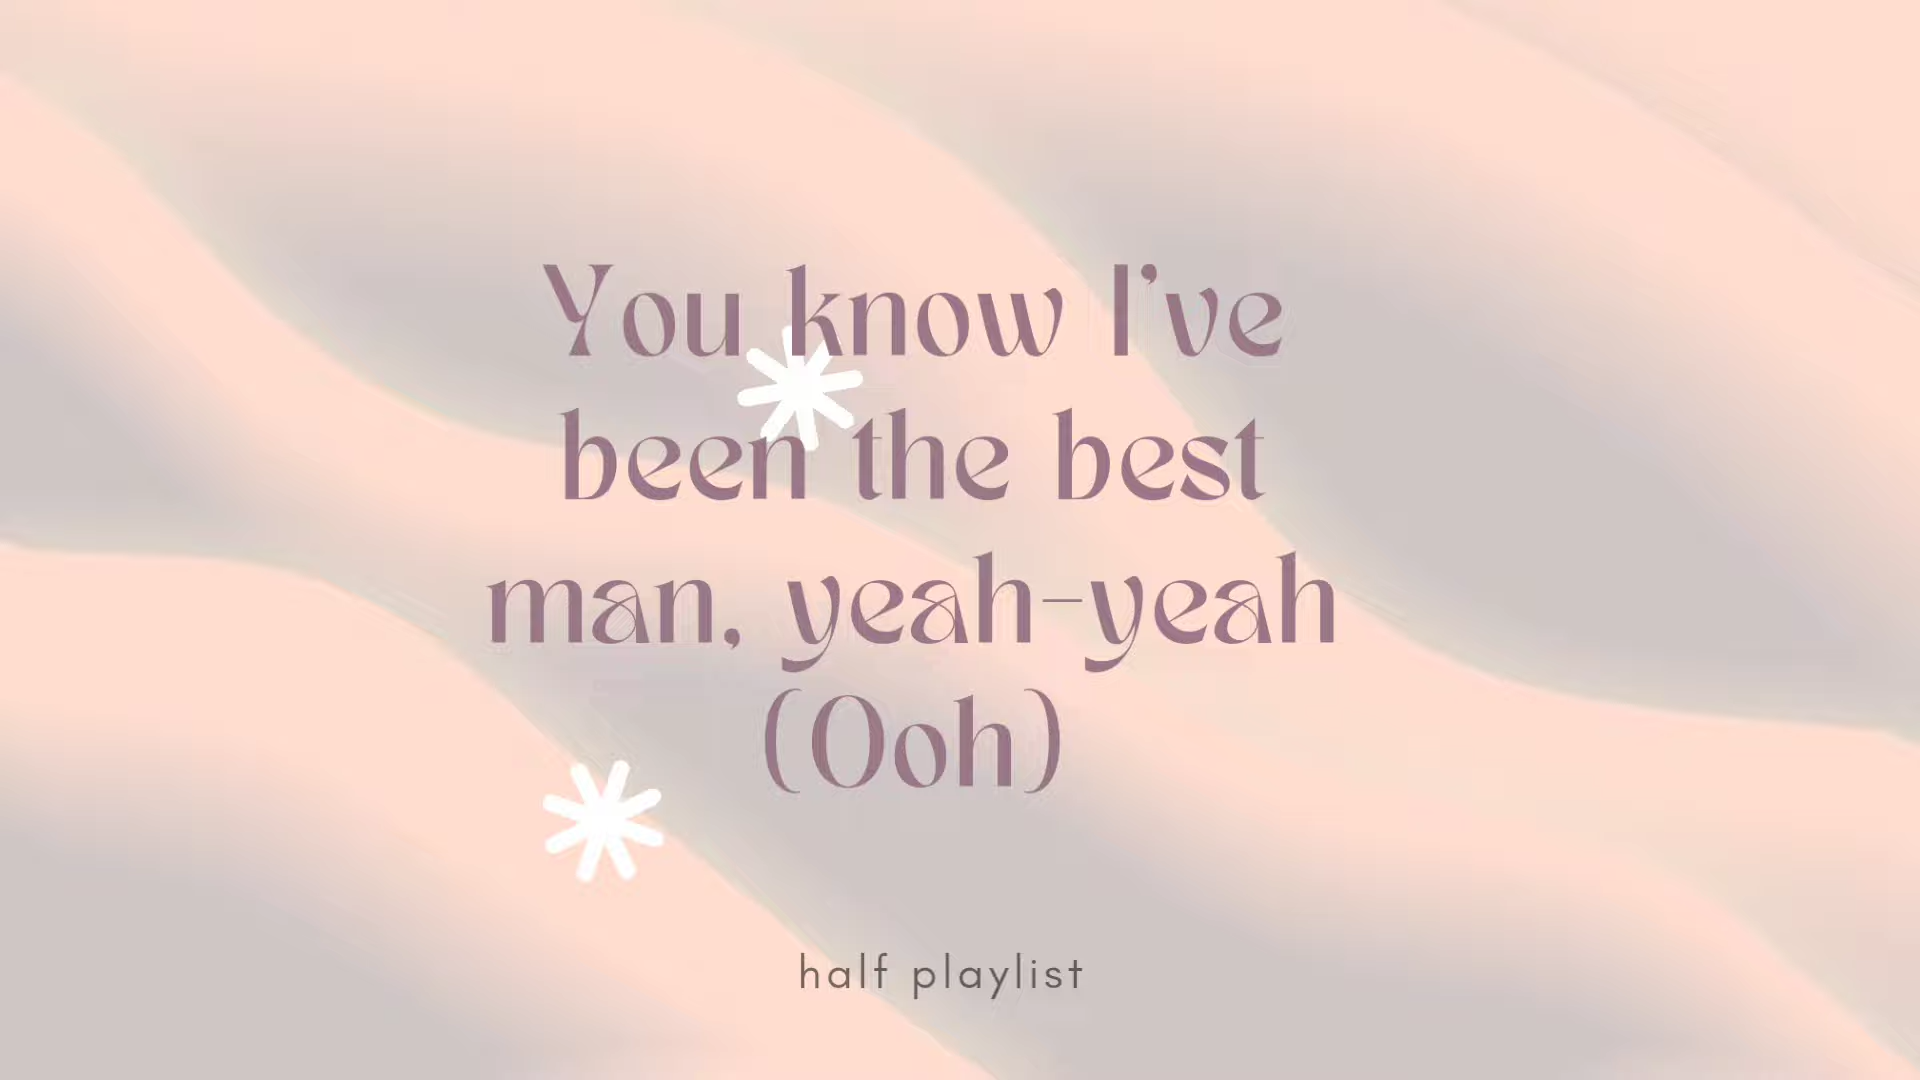 You know I've
been the best
man, yeah-yeah
(Ooh)
half playlist